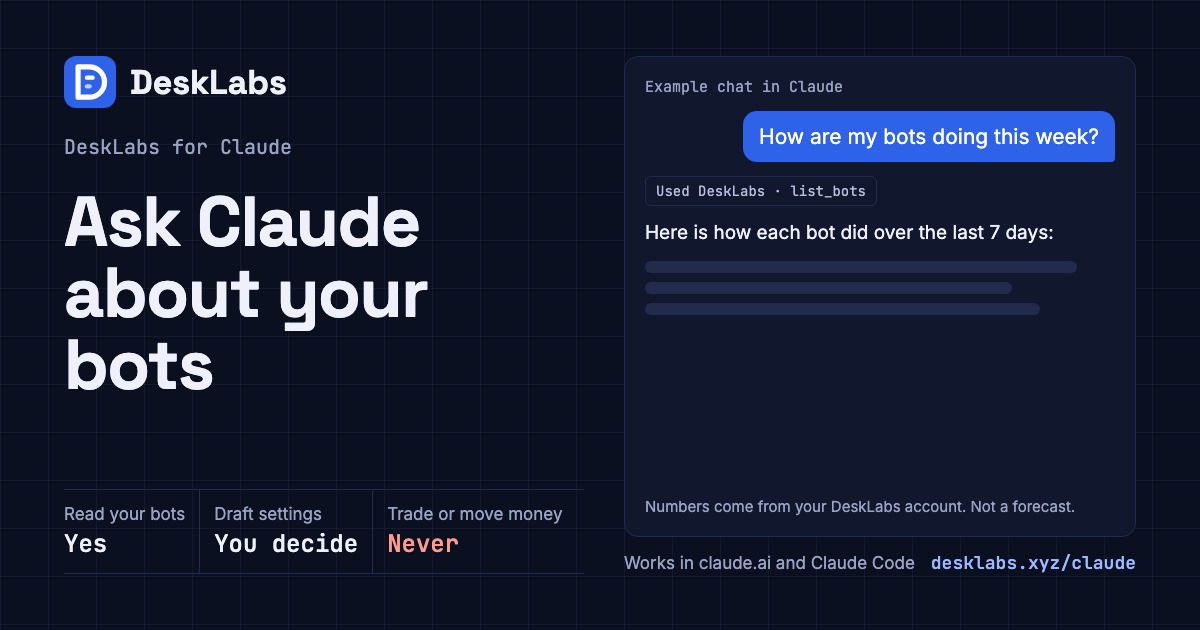 DeskLabs
DeskLabs for Claude
Ask Claude
about your
bots
Read your bots
Yes
Draft settings
You decide
Trade or move money
Never
Example chat in Claude
How are my bots doing this week?
Used DeskLabs · list_bots
Here is how each bot did over the last 7 days:
Numbers come from your DeskLabs account. Not a forecast.
Works in claude.ai and Claude Code
desklabs.xyz/claude